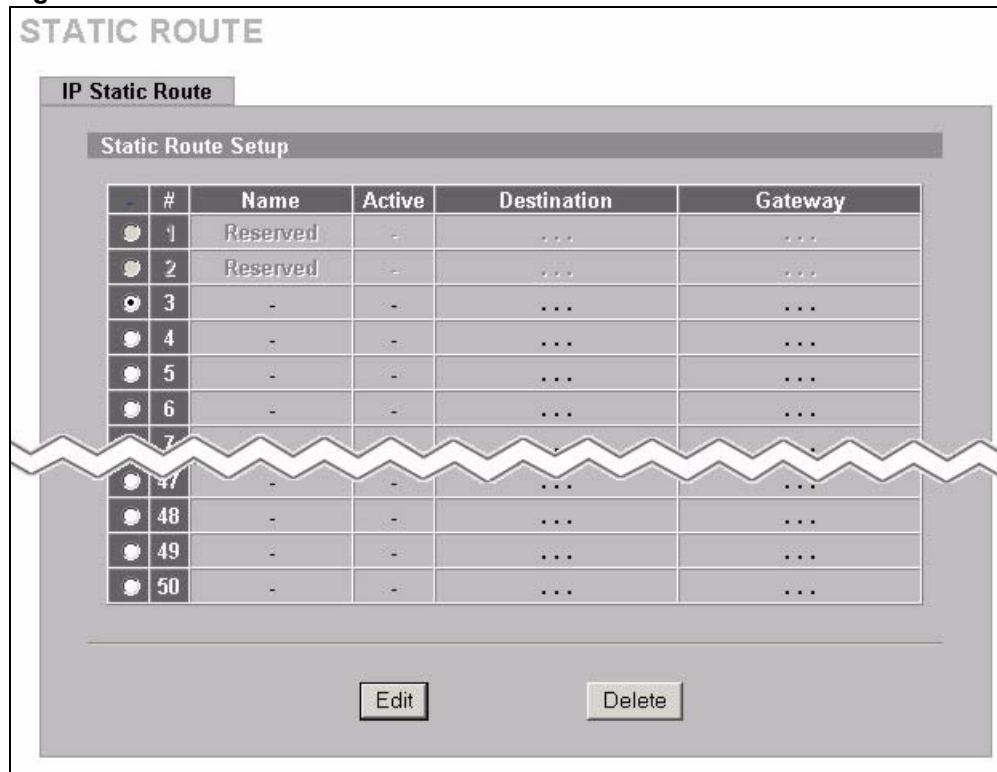 STATIC ROUTE
IP Static Route
Static Route Setup
- # Name Active Destination Gateway
1 Reserved - ... ...
2 Reserved - ... ...
3 - - ... ...
4 - - ... ...
5 - - ... ...
6 - - ... ...
7
47 - - ... ...
48 - - ... ...
49 - - ... ...
50 - - ... ...
Edit Delete